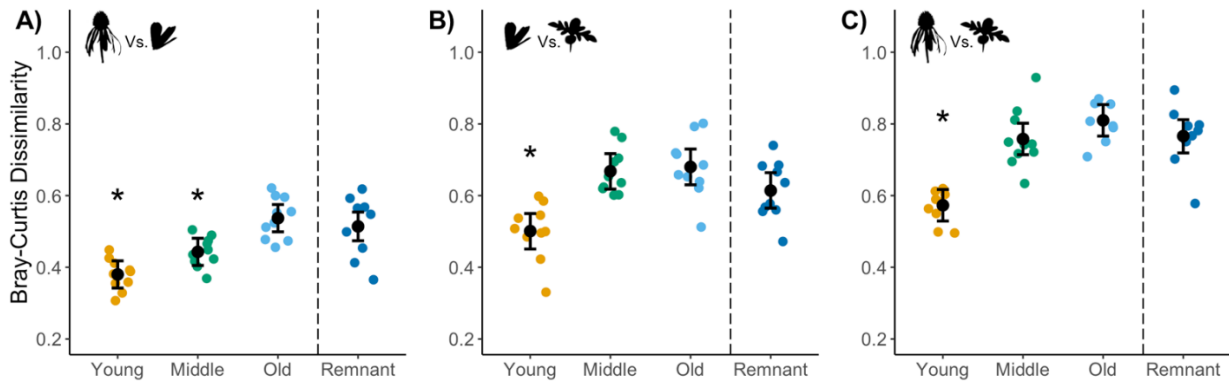 A)
Vs.
Bray-Curtis Dissimilarity
1.0
0.8
0.6
0.4
0.2
*
*
Young Middle Old Remnant
B)
Vs.
1.0
0.8
0.6
0.4
0.2
*
Young Middle Old Remnant
C)
Vs.
1.0
0.8
0.6
0.4
0.2
*
Young Middle Old Remnant